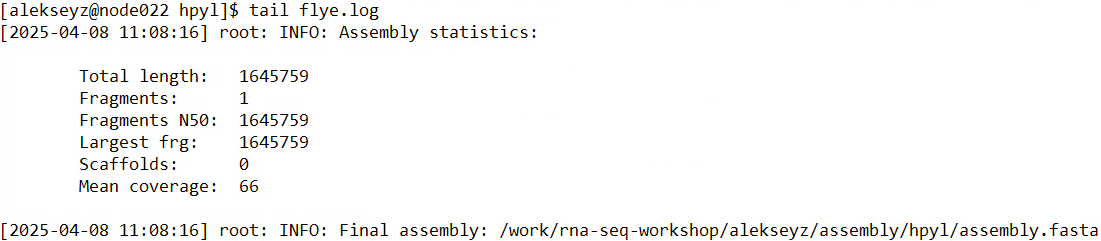 [alekseyz@node022 hpyl]$ tail flye.log
[2025-04-08 11:08:16] root: INFO: Assembly statistics:
Total length: 1645759
Fragments: 1
Fragments N50: 1645759
Largest frg: 1645759
Scaffolds: 0
Mean coverage: 66
[2025-04-08 11:08:16] root: INFO: Final assembly: /work/rna-seq-workshop/alekseyz/assembly/hpyl/assembly.fasta